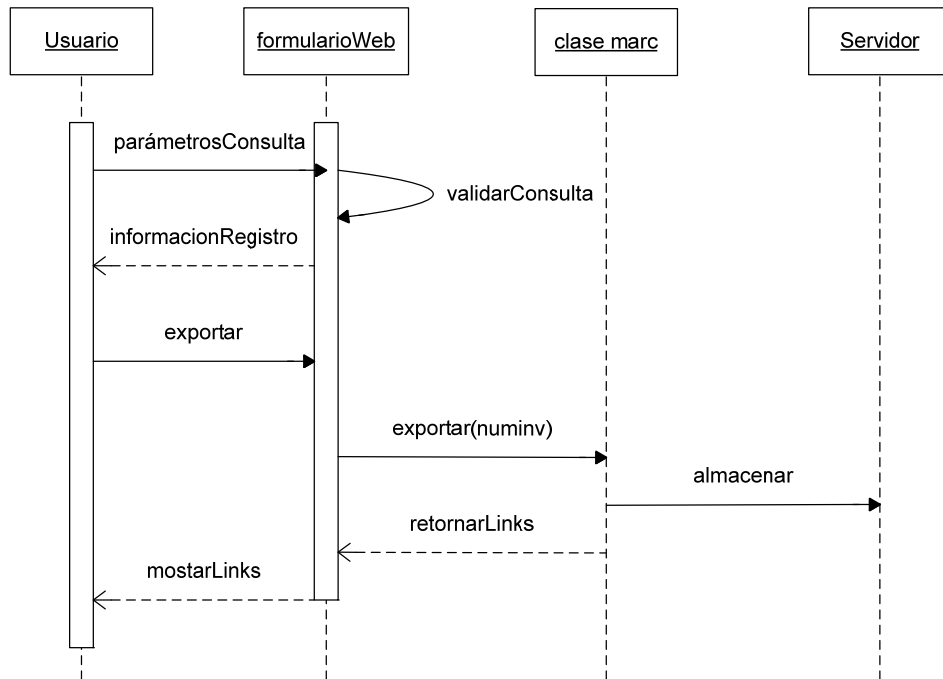 Usuario
formularioWeb
clase marc
Servidor
parámetrosConsulta
validarConsulta
informacionRegistro
exportar
exportar(numinv)
almacenar
retornarLinks
mostarLinks